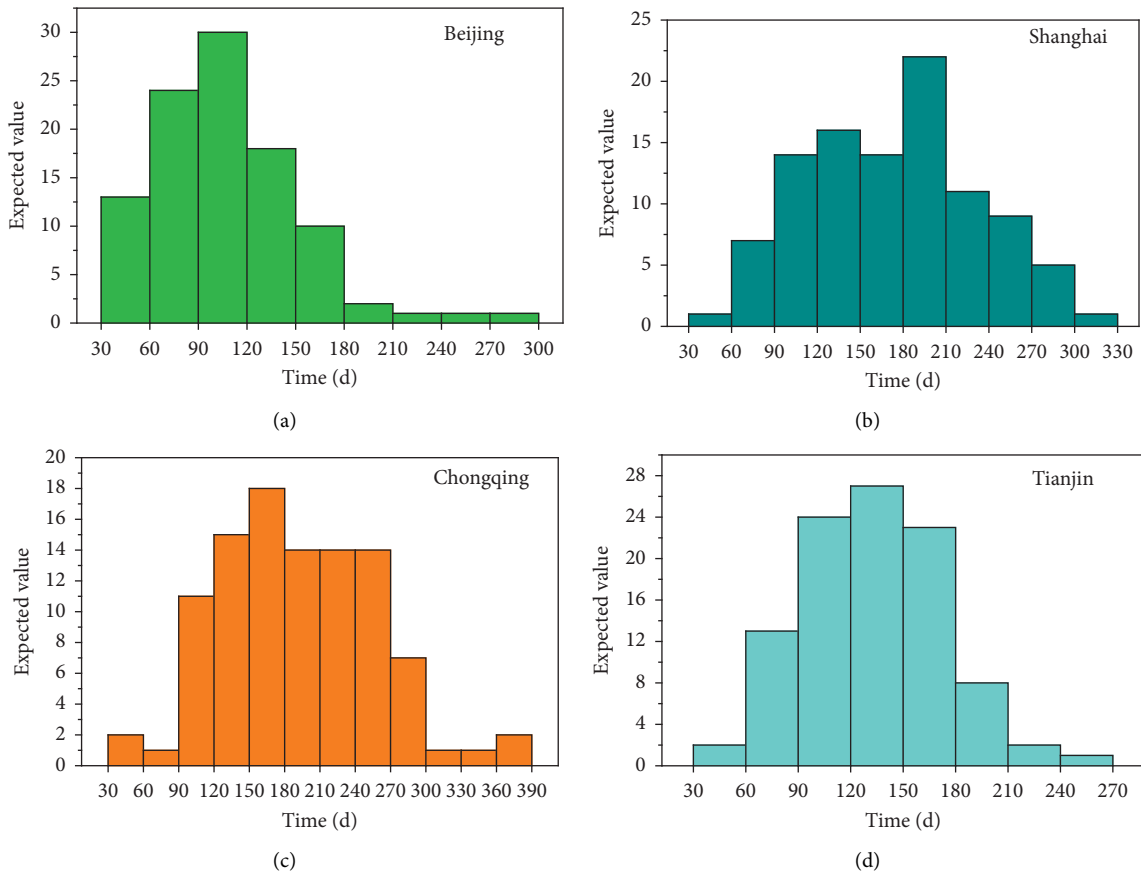 Beijing
Expected value
30
25
20
15
10
5
0
30 60 90 120 150 180 210 240 270 300
Time (d)
(a)
Shanghai
Expected value
25
20
15
10
5
0
30 60 90 120 150 180 210 240 270 300 330
Time (d)
(b)
Chongqing
Expected value
20
18
16
14
12
10
8
6
4
2
0
30 60 90 120 150 180 210 240 270 300 330 360 390
Time (d)
(c)
Tianjin
Expected value
28
24
20
16
12
8
4
0
30 60 90 120 150 180 210 240 270
Time (d)
(d)